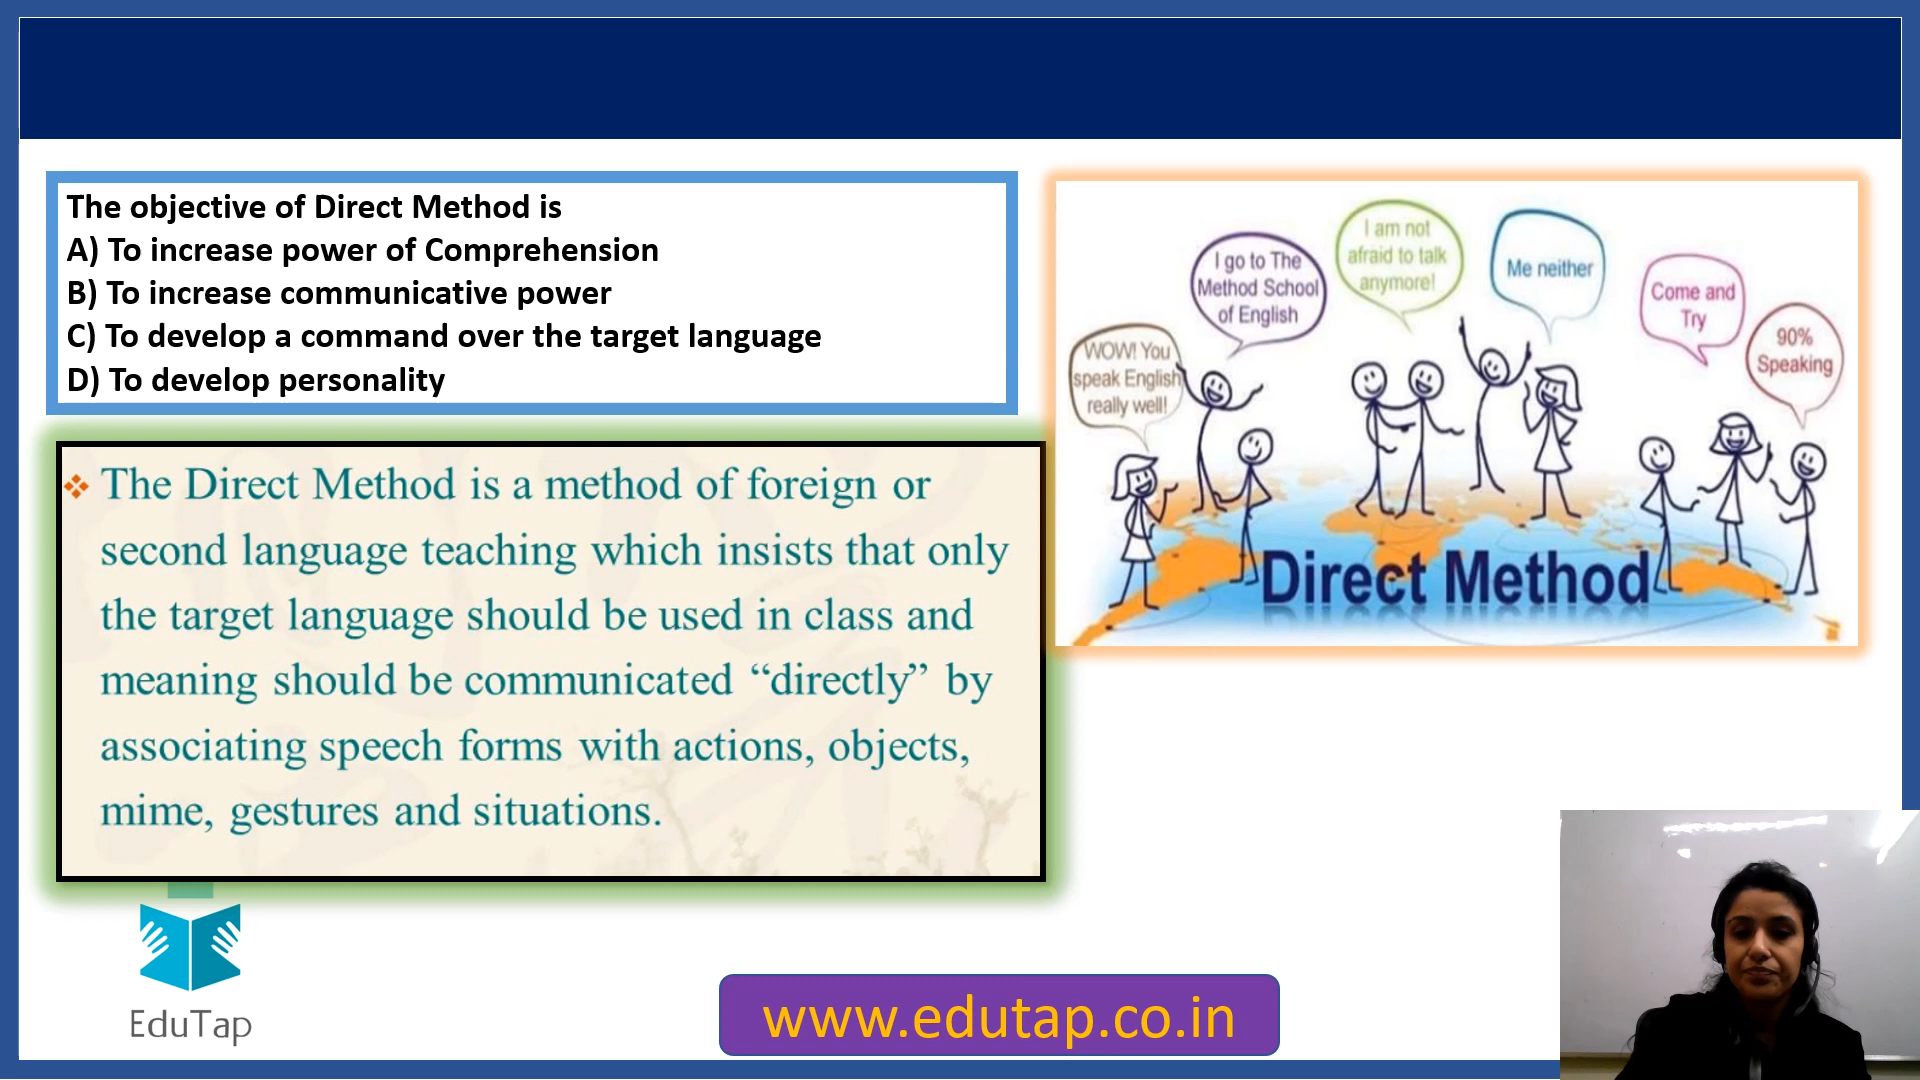 The objective of Direct Method is
A) To increase power of Comprehension
B) To increase communicative power
C) To develop a command over the target language
D) To develop personality
❖ The Direct Method is a method of foreign or
second language teaching which insists that only
the target language should be used in class and
meaning should be communicated “directly” by
associating speech forms with actions, objects,
mime, gestures and situations.
WOW! You
speak English
really well!
I go to The
Method School
of English
I am not
afraid to talk
anymore!
Me neither
Come and
Try
90%
Speaking
Direct Method
EduTap
www.edutap.co.in